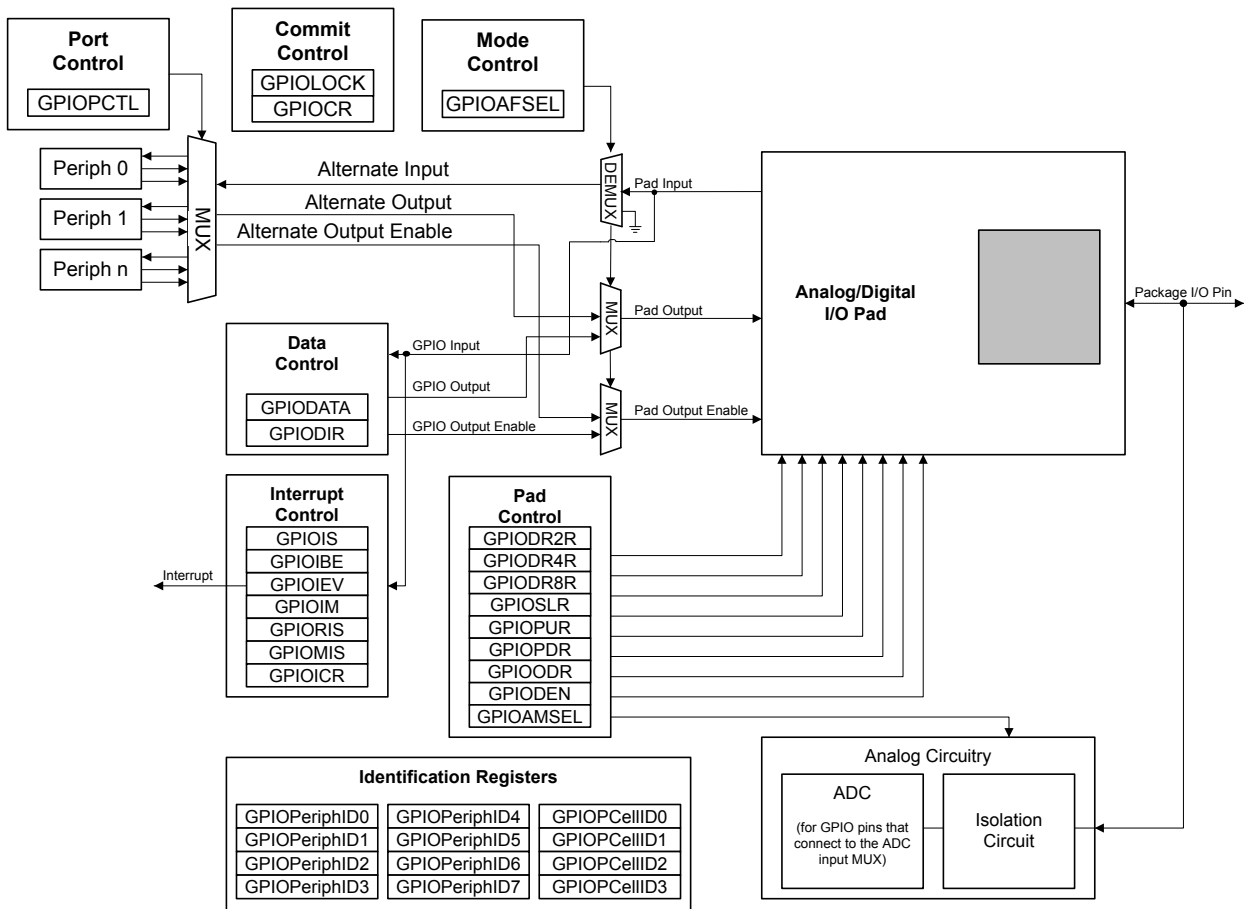 Port
Control
GPIOPCTL
Commit
Control
GPIOLOCK
GPIOCR
Mode
Control
GPIOAFSEL
Periph 0
Periph 1
Periph n
MUX
Alternate Input
Alternate Output
Alternate Output Enable
DEMUX
Pad Input
MUX
Pad Output
MUX
Pad Output Enable
Analog/Digital
I/O Pad
Package I/O Pin
Data
Control
GPIODATA
GPIODIR
GPIO Input
GPIO Output
GPIO Output Enable
Interrupt
Control
GPIOIS
GPIOIBE
GPIOIEV
GPIOIM
GPIORIS
GPIOMIS
GPIOICR
Interrupt
Pad
Control
GPIODR2R
GPIODR4R
GPIODR8R
GPIOSLR
GPIOPUR
GPIOPDR
GPIOODR
GPIODEN
GPIOAMSEL
Analog Circuitry
ADC
(for GPIO pins that
connect to the ADC
input MUX)
Isolation
Circuit
Identification Registers
GPIOPeriphID0
GPIOPeriphID1
GPIOPeriphID2
GPIOPeriphID3
GPIOPeriphID4
GPIOPeriphID5
GPIOPeriphID6
GPIOPeriphID7
GPIOPCellID0
GPIOPCellID1
GPIOPCellID2
GPIOPCellID3